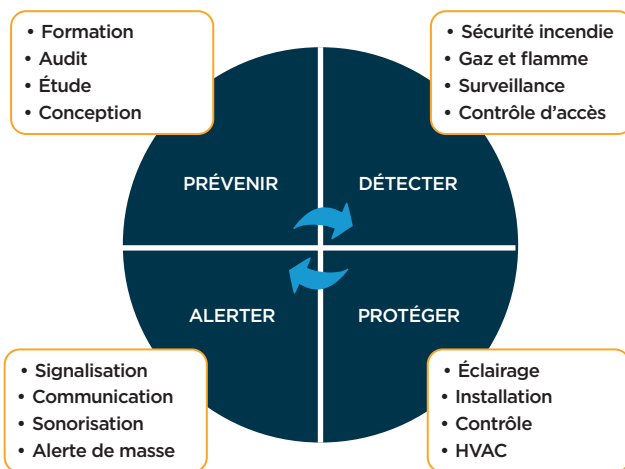 • Formation
• Audit
• Étude
• Conception
• Sécurité incendie
• Gaz et flamme
• Surveillance
• Contrôle d’accès
PRÉVENIR
DÉTECTER
ALERTER
PROTÉGER
• Signalisation
• Communication
• Sonorisation
• Alerte de masse
• Éclairage
• Installation
• Contrôle
• HVAC